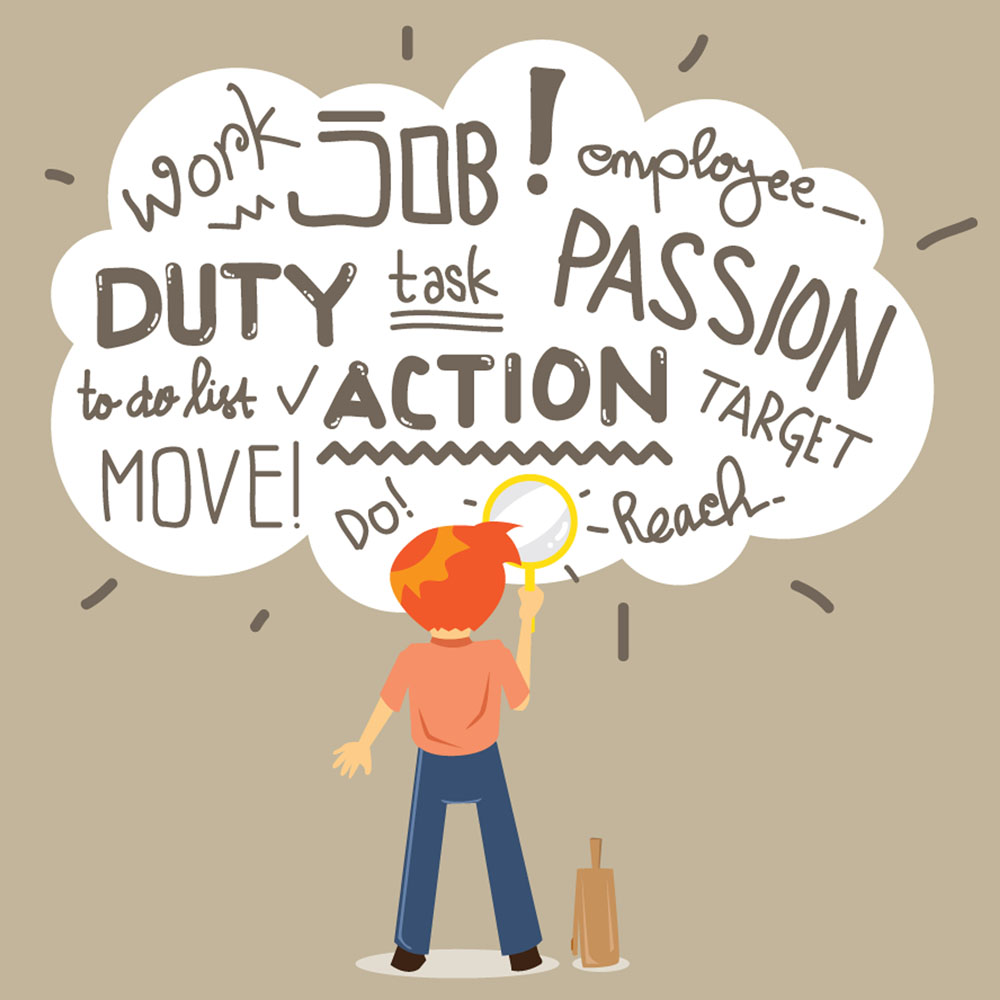 work
JOB!
employee
DUTY
task
PASSION
to do list
ACTION
TARGET
MOVE!
Do!
Reach